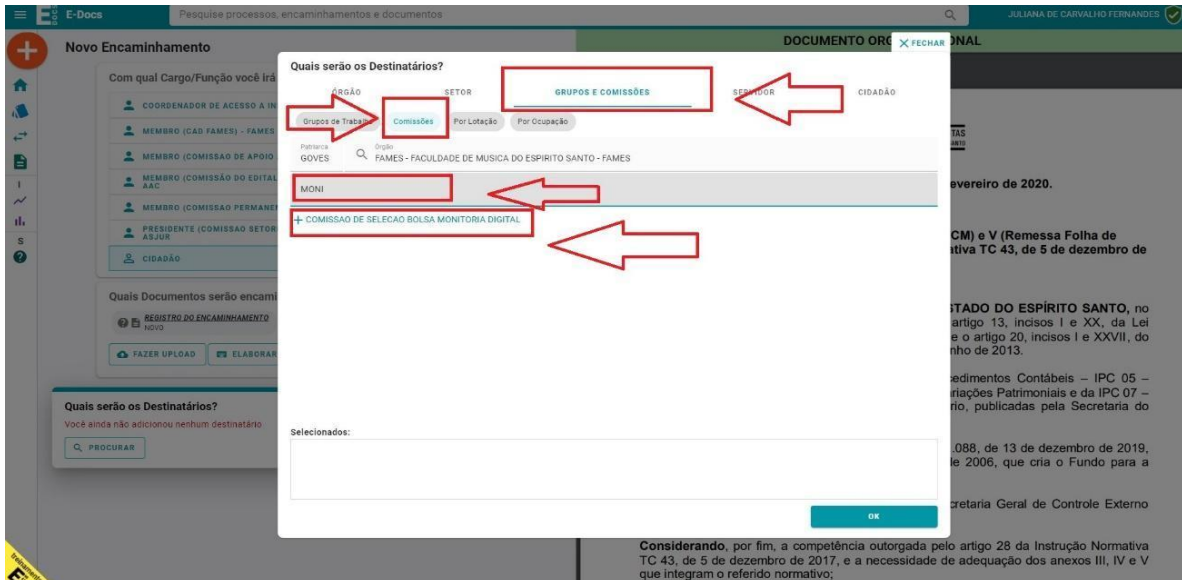 E-Docs
Pesquise processos, encaminhamentos e documentos
JULIANA DE CARVALHO FERNANDES
Novo Encaminhamento
Com qual Cargo/Função você irá
COORDENADOR DE ACESSO A IN
MEMBRO (CAD FAMES) - FAMES
MEMBRO (COMISSAO DE APOIO
MEMBRO (COMISSÃO DO EDITAL
AAC
MEMBRO (COMISSAO PERMANEN
PRESIDENTE (COMISSAO SETOR
ASJUR
CIDADÃO
Quais Documentos serão encami
REGISTRO DO ENCAMINHAMENTO
NOVO
FAZER UPLOAD
ELABORAR
Quais serão os Destinatários?
Você ainda não adicionou nenhum destinatário
PROCURAR
FECHAR
Quais serão os Destinatários?
ÓRGÃO
SETOR
GRUPOS E COMISSÕES
SERVIDOR
CIDADÃO
Grupos de Trabalho
Comissões
Por Lotação
Por Ocupação
Patriarca
GOVES
Órgão
FAMES - FACULDADE DE MUSICA DO ESPIRITO SANTO - FAMES
MONI
+ COMISSAO DE SELECAO BOLSA MONITORIA DIGITAL
Selecionados:
OK
DOCUMENTO ORG
ONAL
TAS
evereiro de 2020.
CM) e V (Remessa Folha de
ativa TC 43, de 5 de dezembro de
STADO DO ESPÍRITO SANTO, no
artigo 13, incisos I e XX, da Lei
e o artigo 20, incisos I e XXVII, do
nho de 2013.
cedimentos Contábeis – IPC 05 –
riações Patrimoniais e da IPC 07 –
rio, publicadas pela Secretaria do
.088, de 13 de dezembro de 2019,
de 2006, que cria o Fundo para a
cretaria Geral de Controle Externo
Considerando, por fim, a competência outorgada pelo artigo 28 da Instrução Normativa
TC 43, de 5 de dezembro de 2017, e a necessidade de adequação dos anexos III, IV e V
que integram o referido normativo;